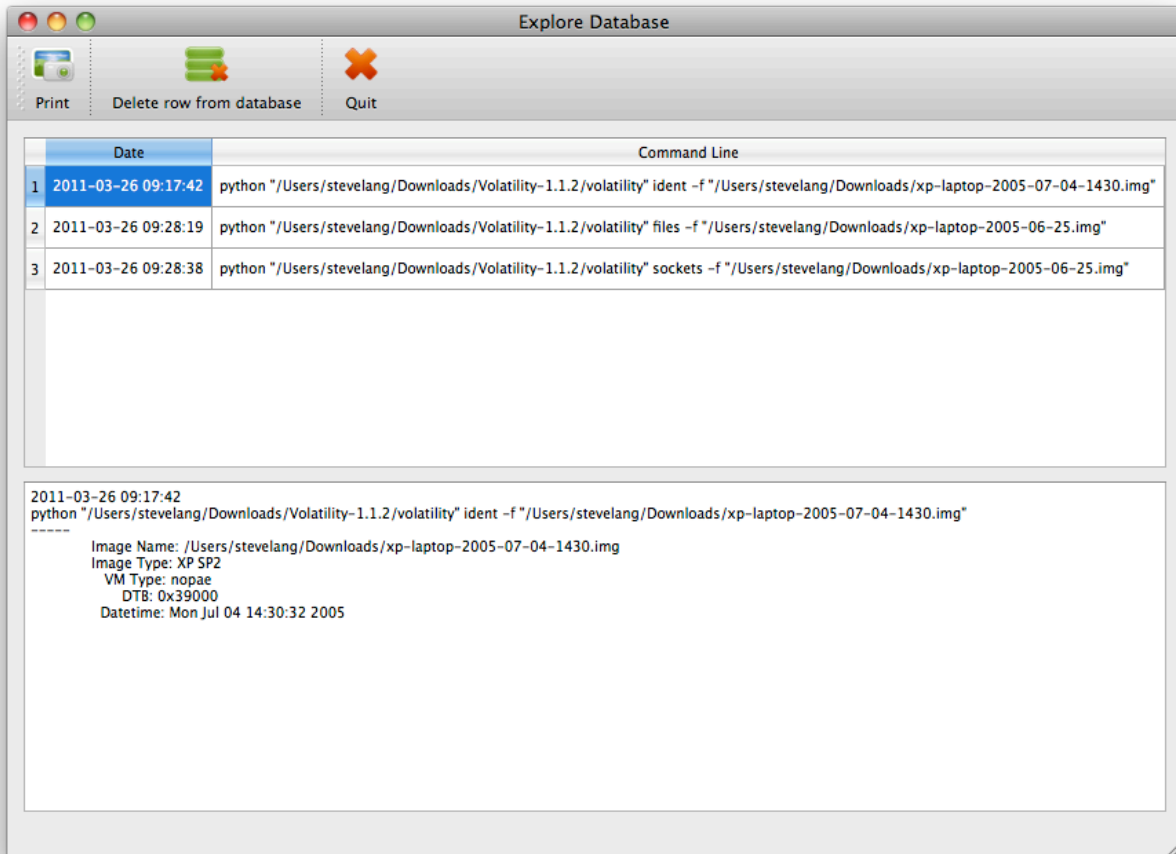 Explore Database
Print Delete row from database Quit
Date Command Line
1 2011-03-26 09:17:42 python "/Users/stevelang/Downloads/Volatility-1.1.2/volatility" ident -f "/Users/stevelang/Downloads/xp-laptop-2005-07-04-1430.img"
2 2011-03-26 09:28:19 python "/Users/stevelang/Downloads/Volatility-1.1.2/volatility" files -f "/Users/stevelang/Downloads/xp-laptop-2005-06-25.img"
3 2011-03-26 09:28:38 python "/Users/stevelang/Downloads/Volatility-1.1.2/volatility" sockets -f "/Users/stevelang/Downloads/xp-laptop-2005-06-25.img"
2011-03-26 09:17:42
python "/Users/stevelang/Downloads/Volatility-1.1.2/volatility" ident -f "/Users/stevelang/Downloads/xp-laptop-2005-07-04-1430.img"
-----
Image Name: /Users/stevelang/Downloads/xp-laptop-2005-07-04-1430.img
Image Type: XP SP2
VM Type: nopae
DTB: 0x39000
Datetime: Mon Jul 04 14:30:32 2005